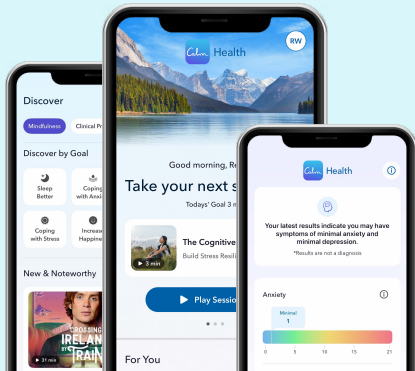 Discover
Mindfulness
Clinical Pr
Discover by Goal
Sleep
Better
Coping
with Anxi
Coping
with Stress
Increase
Happine
New & Noteworthy
CROSSING
IRELAN
BY TRAIN
31 min
RW
Calm Health
Good morning, Re
Take your next s
Todays' Goal 3 m
3 min
The Cognitive
Build Stress Resili
Play Sessio
For You
Calm Health
Your latest results indicate you may have
symptoms of minimal anxiety and
minimal depression.
*Results are not a diagnosis
Anxiety
Minimal
1
0 5 10 15 21